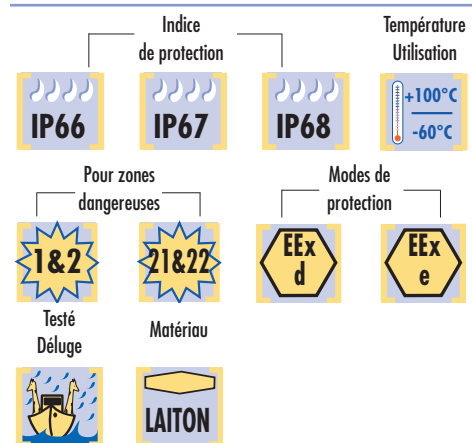 Indice
de protection
Température
Utilisation
IP66
IP67
IP68
+100°C
-60°C
Pour zones
dangereuses
Modes de
protection
1&2
21&22
EEx
d
EEx
e
Testé
Déluge
Matériau
LAITON